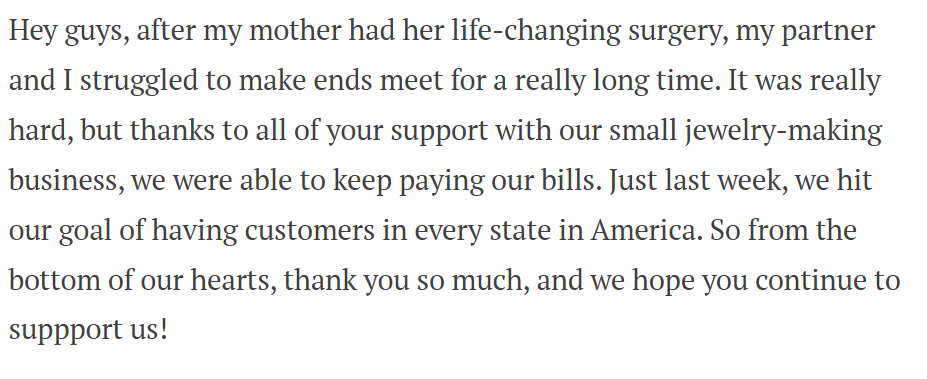 Hey guys, after my mother had her life-changing surgery, my partner
and I struggled to make ends meet for a really long time. It was really
hard, but thanks to all of your support with our small jewelry-making
business, we were able to keep paying our bills. Just last week, we hit
our goal of having customers in every state in America. So from the
bottom of our hearts, thank you so much, and we hope you continue to
suppport us!